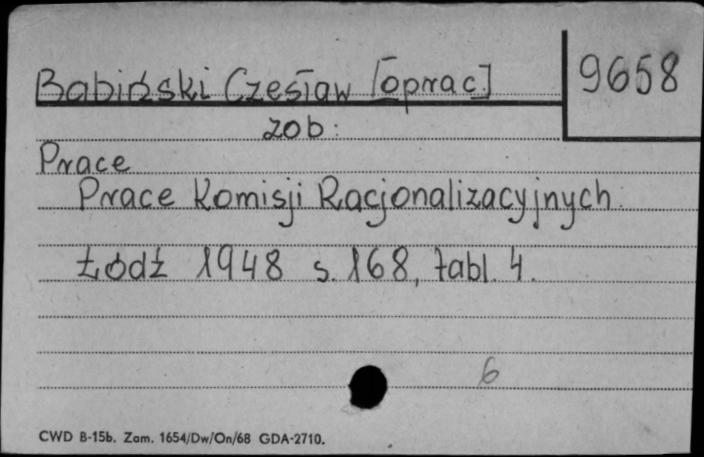 Babiński Czesław [oprac.]
9658
zob:
Prace
Prace Komisji Racjonalizacyjnych.
Łódź 1948 s. 168, tabl. 4.
6
CWD B-15b. Zam. 1654/Dw/On/68 GDA-2710.